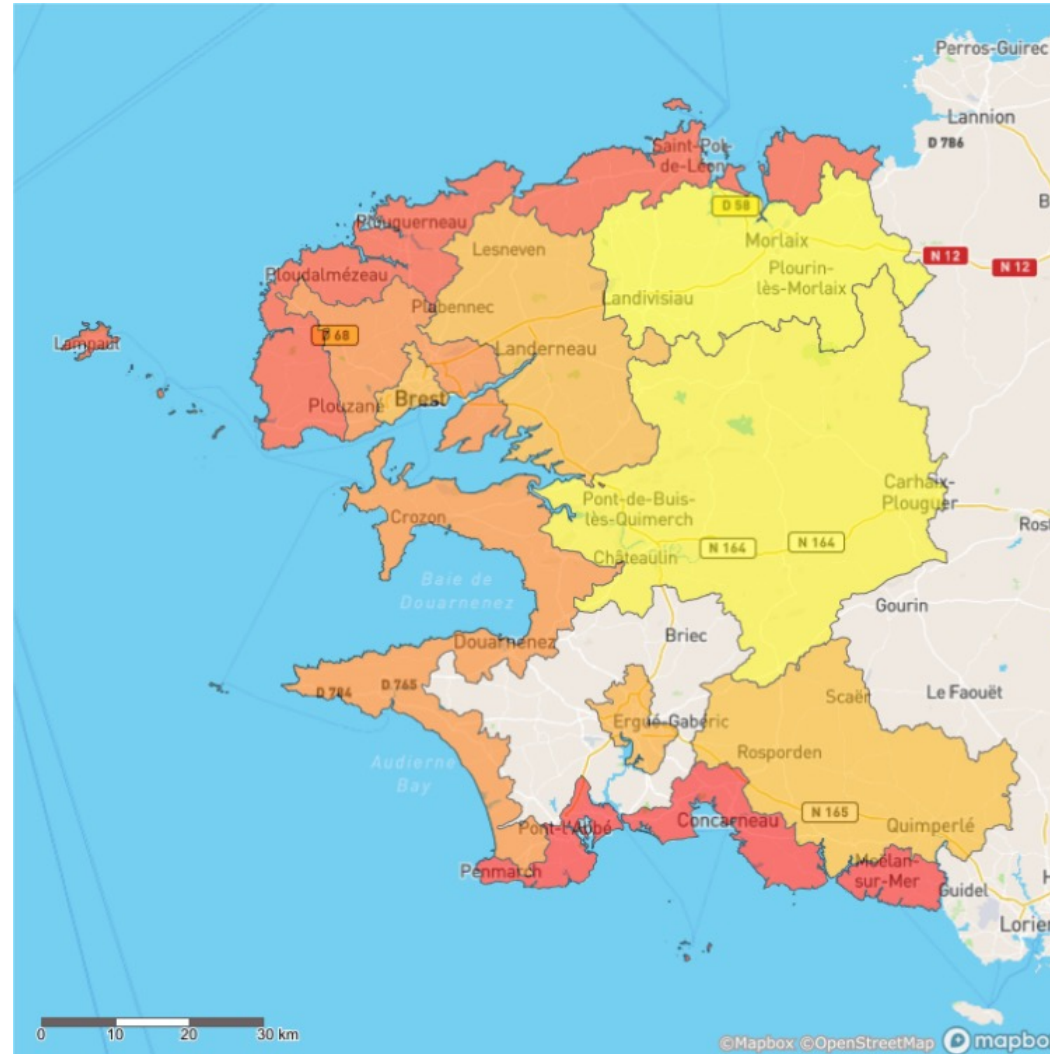 Perros-Guirec
Lannion
D 786
Saint-Pol-
de-Léon
D 58
Plouguerneau
Lesneven
Morlaix
N 12
N 12
Ploudalmézeau
Plourin-
lès-Morlaix
Plabennec
Landivisiau
Lampaul
D 68
Landerneau
Brest
Plouzané
Carhaix-
Plouguer
Pont-de-Buis-
lès-Quimerch
Crozon
N 164
N 164
Châteaulin
Baie de
Douarnenez
Gourin
Briec
Douarnenez
D 784
D 765
Scaër
Le Faouët
Ergué-Gabéric
Rosporden
Audierne
Bay
N 165
Concarneau
Quimperlé
Pont-l'Abbé
Penmarch
Moëlan-
sur-Mer
Guidel
0 10 20 30 km
©Mapbox ©OpenStreetMap